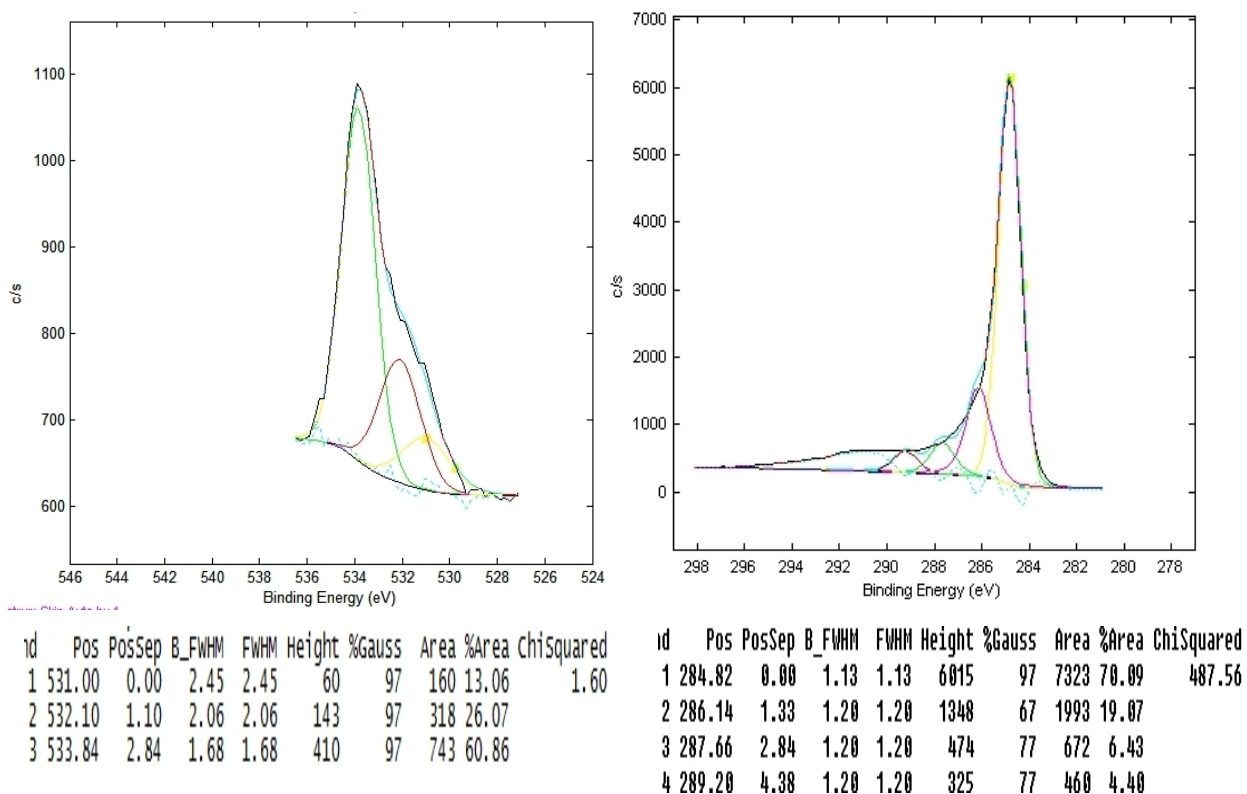 1100
1000
900
800
700
600
c/s
546 544 542 540 538 536 534 532 530 528 526 524
Binding Energy (eV)
7000
6000
5000
4000
3000
2000
1000
0
c/s
298 296 294 292 290 288 286 284 282 280 278
Binding Energy (eV)
Pos PosSep B_FWHM FWHM Height %Gauss Area %Area ChiSquared
1 531.00 0.00 2.45 2.45 60 97 160 13.06 1.60
2 532.10 1.10 2.06 2.06 143 97 318 26.07
3 533.84 2.84 1.68 1.68 410 97 743 60.86
Pos PosSep B_FWHM FWHM Height %Gauss Area %Area ChiSquared
1 284.82 0.00 1.13 1.13 6015 97 7323 70.09 487.56
2 286.14 1.33 1.20 1.20 1348 67 1993 19.07
3 287.66 2.84 1.20 1.20 474 77 672 6.43
4 289.20 4.38 1.20 1.20 325 77 460 4.40